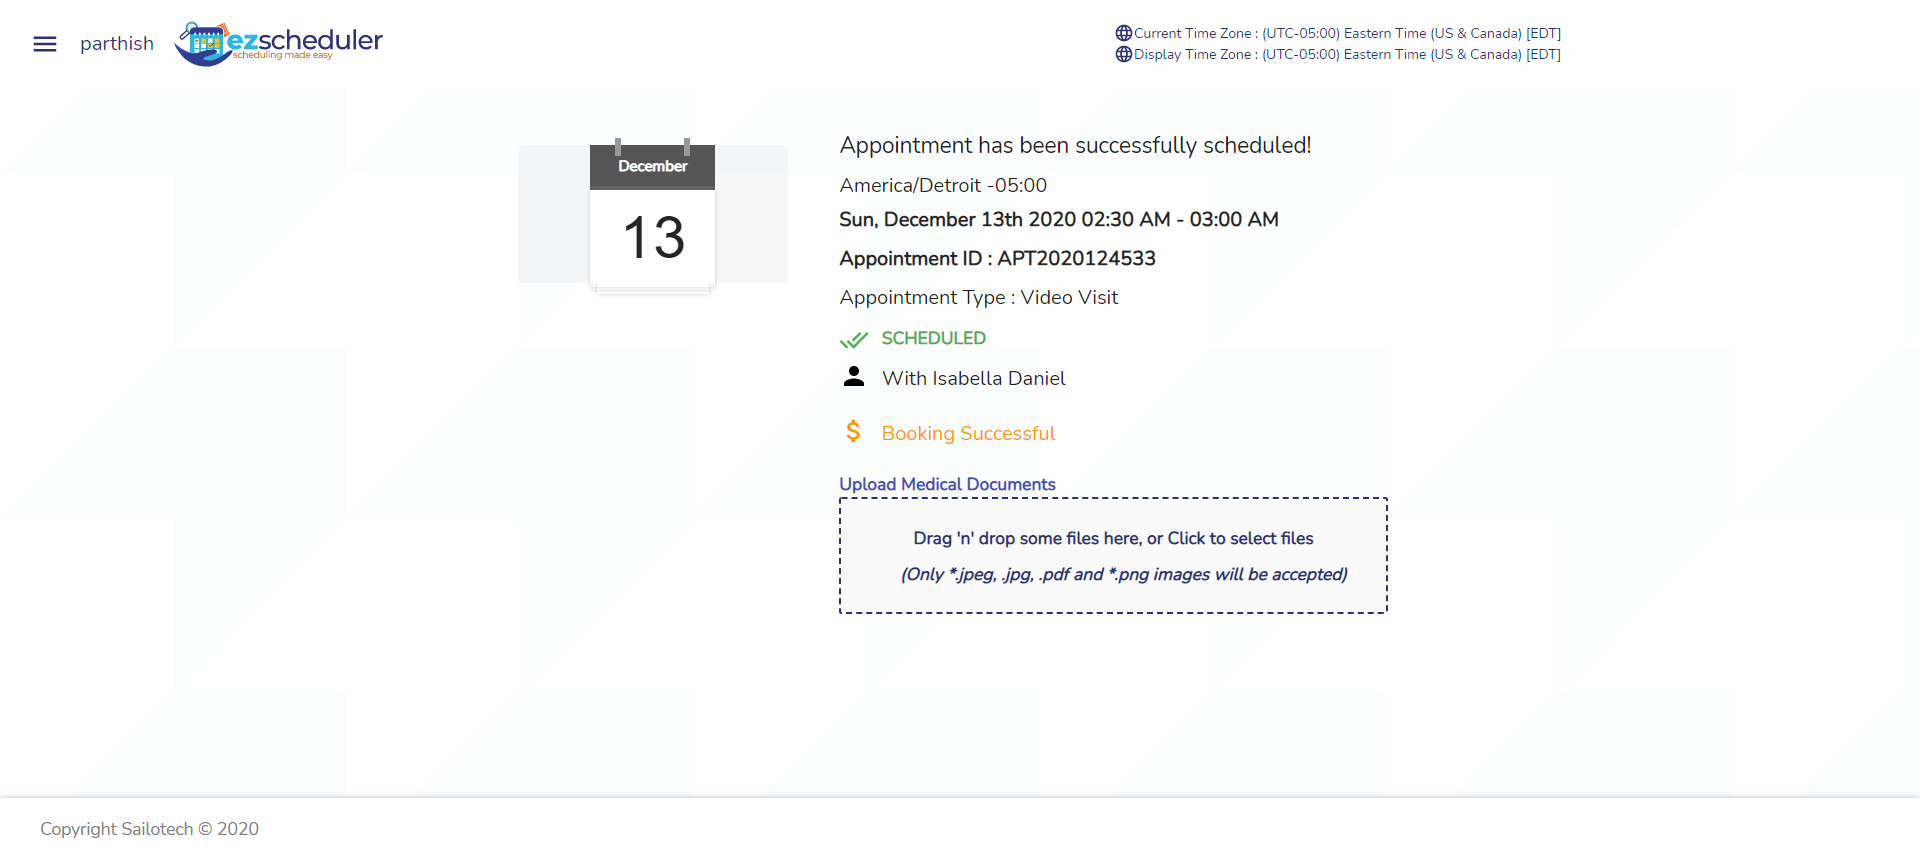 parthish
ezscheduler
scheduling made easy
Current Time Zone : (UTC-05:00) Eastern Time (US & Canada) [EDT]
Display Time Zone : (UTC-05:00) Eastern Time (US & Canada) [EDT]
December
13
Appointment has been successfully scheduled!
America/Detroit -05:00
Sun, December 13th 2020 02:30 AM - 03:00 AM
Appointment ID : APT2020124533
Appointment Type : Video Visit
SCHEDULED
With Isabella Daniel
$ Booking Successful
Upload Medical Documents
Drag 'n' drop some files here, or Click to select files
(Only *.jpeg, .jpg, .pdf and *.png images will be accepted)
Copyright Sailotech © 2020